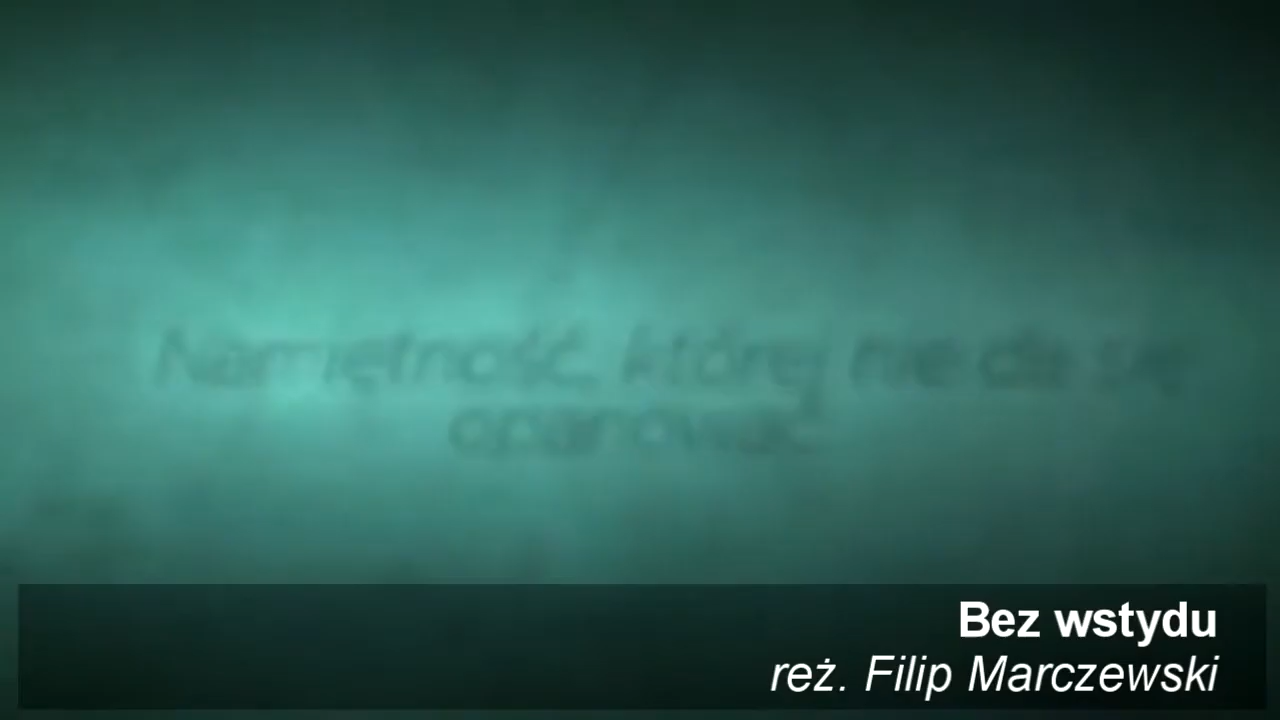 Namiętność, której nie da się
opanować
Bez wstydu
reż. Filip Marczewski